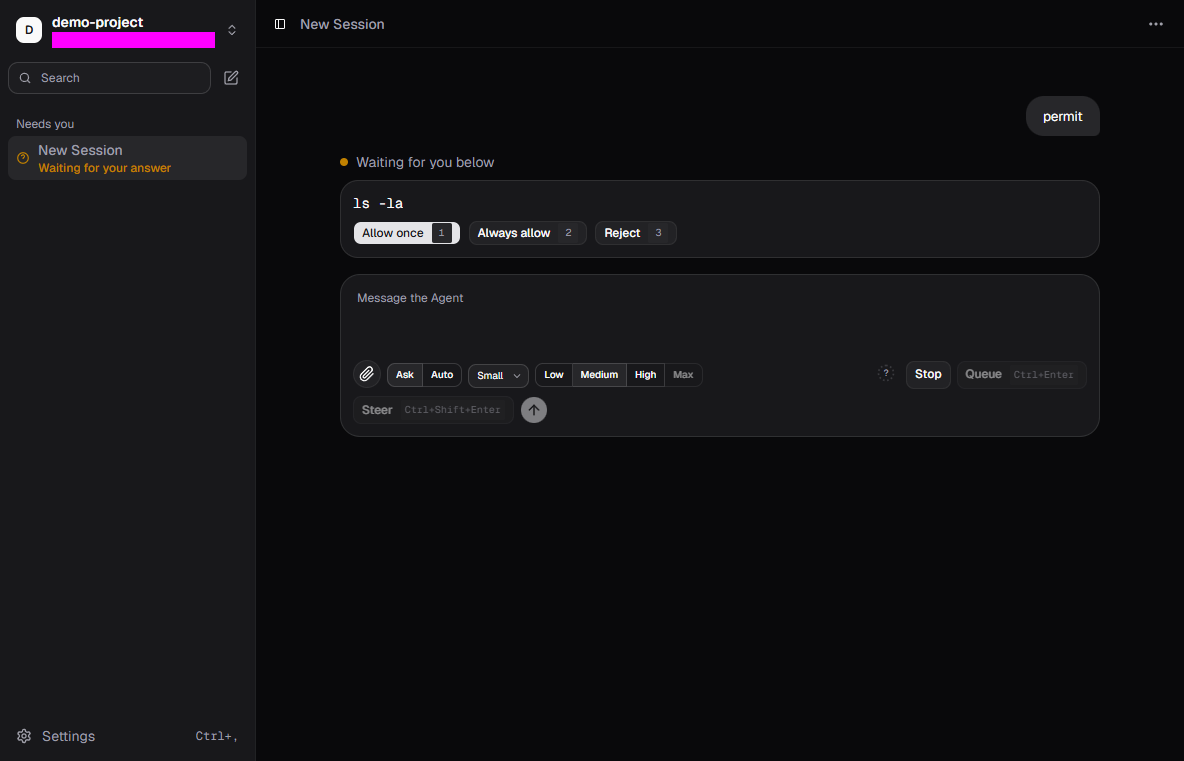 D
demo-project
Search
Needs you
New Session
Waiting for your answer
Settings Ctrl+,
New Session
permit
Waiting for you below
ls -la
Allow once 1 Always allow 2 Reject 3
Message the Agent
Ask Auto Small Low Medium High Max ? Stop Queue Ctrl+Enter
Steer Ctrl+Shift+Enter